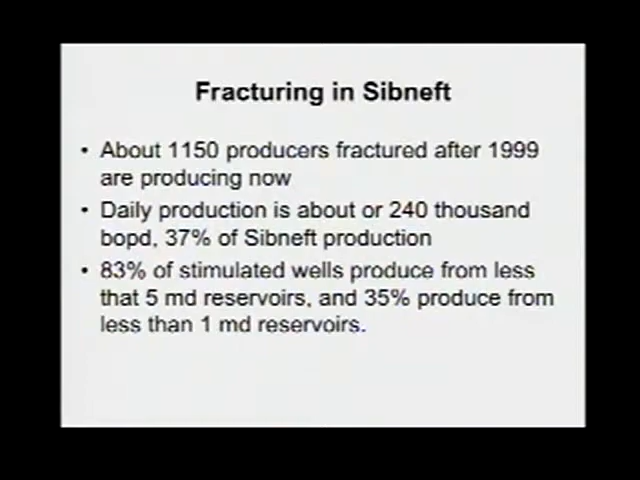 Fracturing in Sibneft
• About 1150 producers fractured after 1999
are producing now
• Daily production is about or 240 thousand
bopd, 37% of Sibneft production
• 83% of stimulated wells produce from less
that 5 md reservoirs, and 35% produce from
less than 1 md reservoirs.